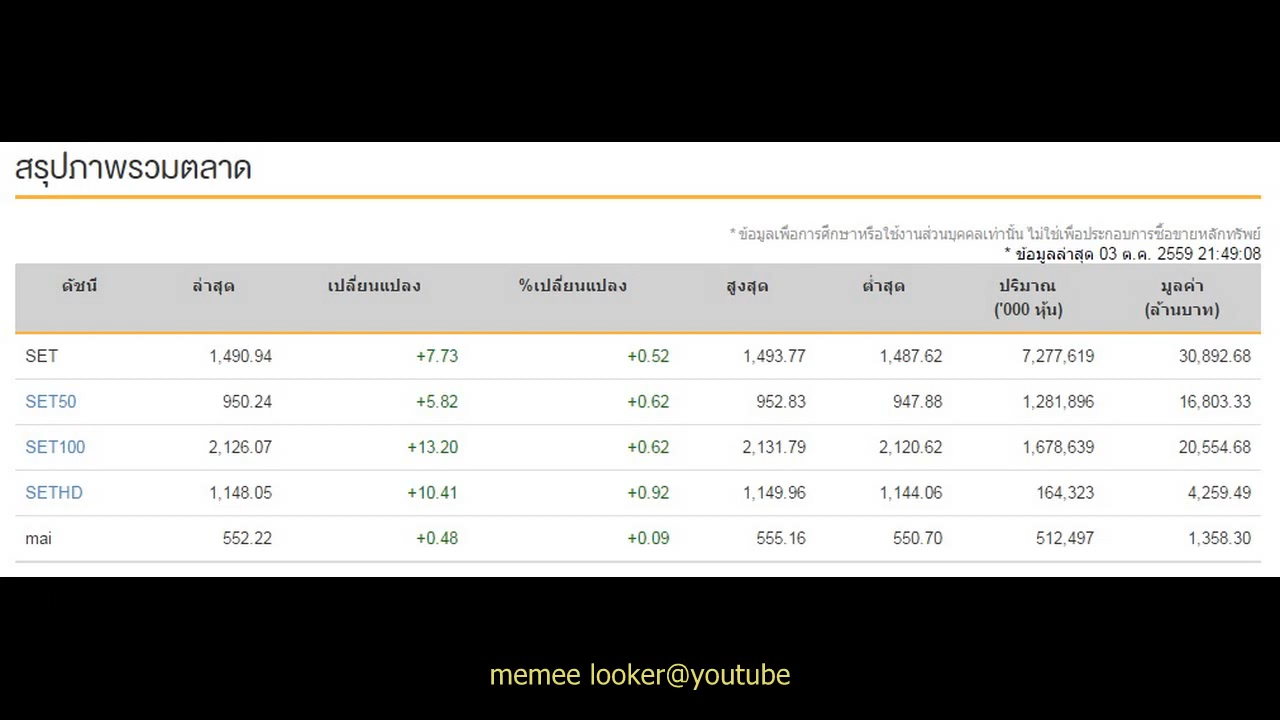 สรุปภาพรวมตลาด
* ข้อมูลเพื่อการศึกษาหรือใช้งานส่วนบุคคลเท่านั้น ไม่ใช่เพื่อประกอบการซื้อขายหลักทรัพย์
* ข้อมูลล่าสุด 03 ต.ค. 2559 21:49:08
ดัชนี ล่าสุด เปลี่ยนแปลง %เปลี่ยนแปลง สูงสุด ต่ำสุด ปริมาณ มูลค่า
('000 หุ้น) (ล้านบาท)
SET 1,490.94 +7.73 +0.52 1,493.77 1,487.62 7,277,619 30,892.68
SET50 950.24 +5.82 +0.62 952.83 947.88 1,281,896 16,803.33
SET100 2,126.07 +13.20 +0.62 2,131.79 2,120.62 1,678,639 20,554.68
SETHD 1,148.05 +10.41 +0.92 1,149.96 1,144.06 164,323 4,259.49
mai 552.22 +0.48 +0.09 555.16 550.70 512,497 1,358.30
memee looker@youtube